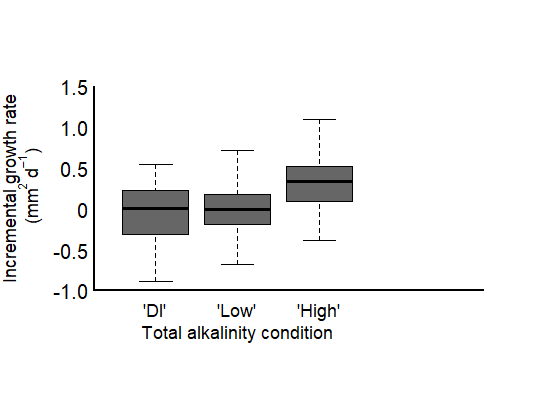 Incremental growth rate
(mm² d⁻¹)
1.5
1.0
0.5
0
-0.5
-1.0
'DI' 'Low' 'High'
Total alkalinity condition